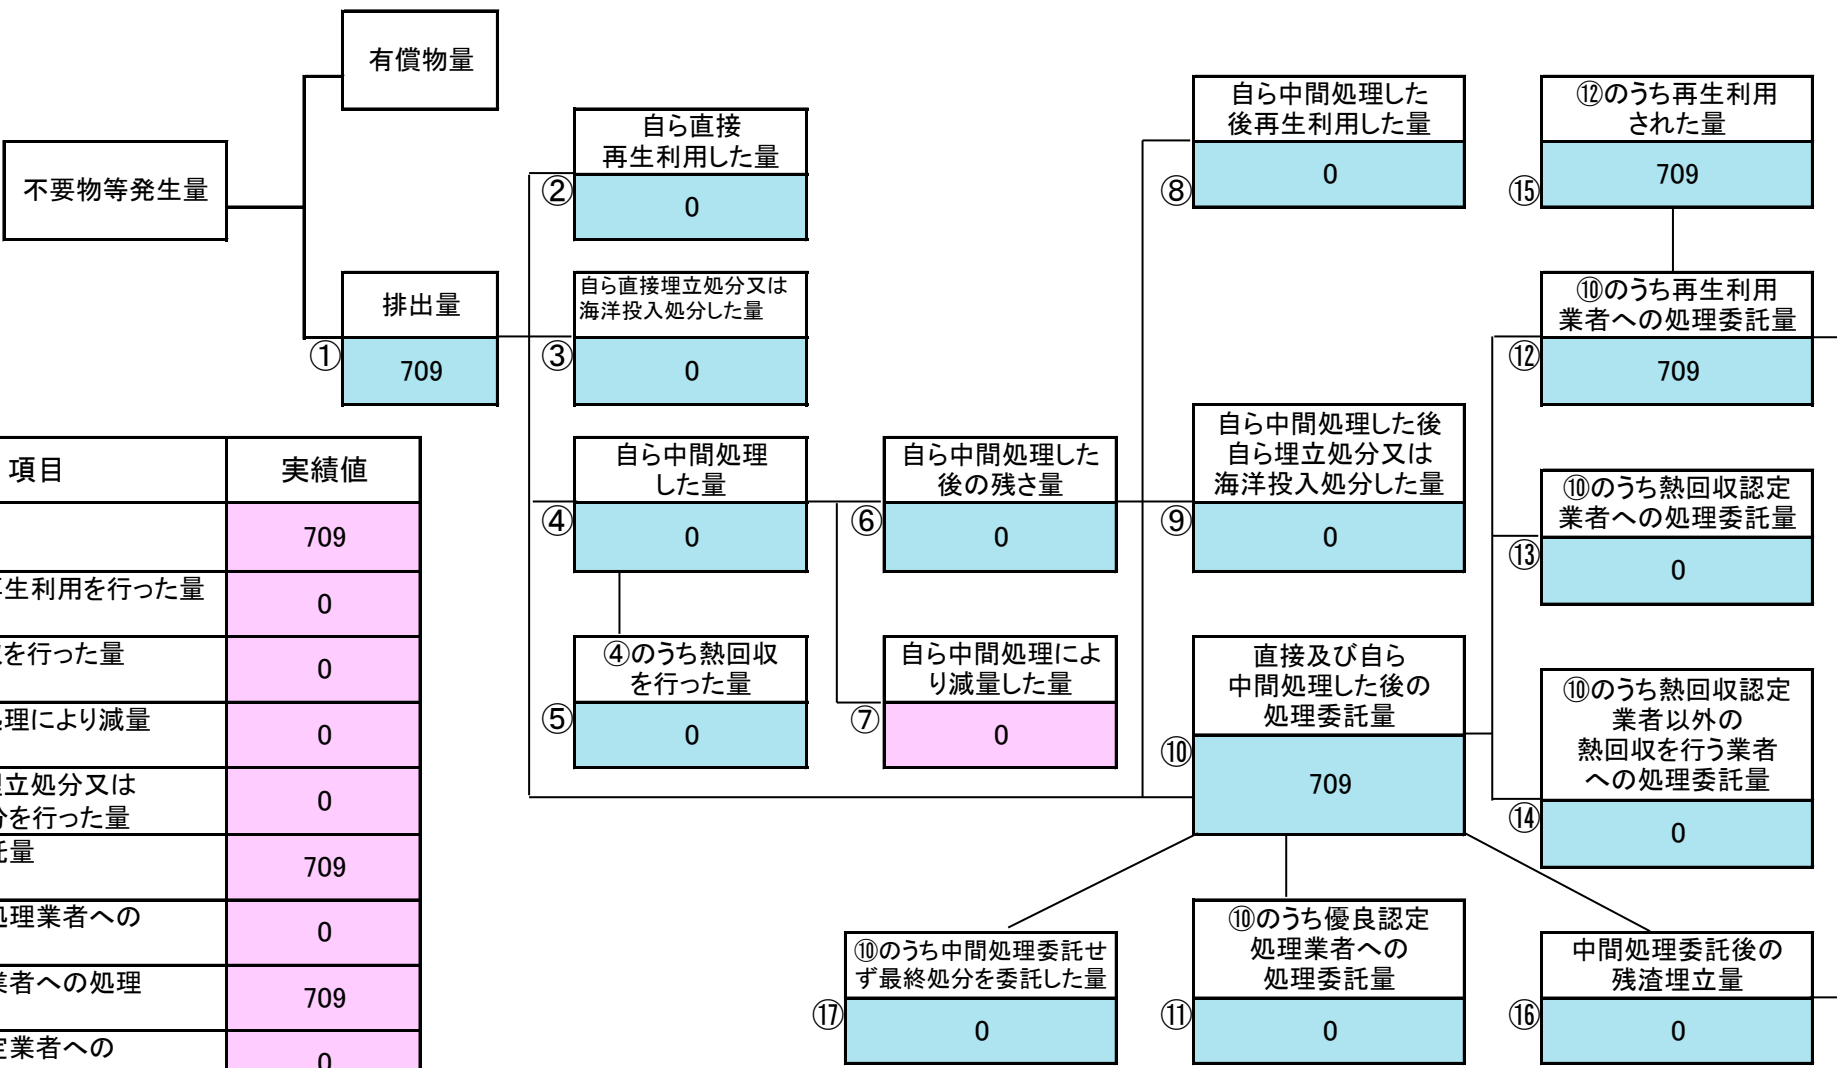 有償物量
不要物等発生量
排出量
①
709
自ら直接
再生利用した量
②
0
自ら直接埋立処分又は
海洋投入処分した量
③
0
自ら中間処理
した量
④
0
④のうち熱回収
を行った量
⑤
0
自ら中間処理した
後の残さ量
⑥
0
自ら中間処理によ
り減量した量
⑦
0
自ら中間処理した
後再生利用した量
⑧
0
自ら中間処理した後
自ら埋立処分又は
海洋投入処分した量
⑨
0
直接及び自ら
中間処理した後の
処理委託量
⑩
709
⑩のうち優良認定
処理業者への
処理委託量
⑪
0
⑫のうち再生利用
された量
⑮
709
⑩のうち再生利用
業者への処理委託量
⑫
709
⑩のうち熱回収認定
業者への処理委託量
⑬
0
⑩のうち熱回収認定
業者以外の
熱回収を行う業者
への処理委託量
⑭
0
中間処理委託後の
残渣埋立量
⑯
0
⑩のうち中間処理委託せ
ず最終処分を委託した量
⑰
0
項目 実績値
709
生利用を行った量
0
を行った量
0
理により減量
0
立処分又は
を行った量
0
量
709
処理業者への
0
業者への処理
709
業者への
0